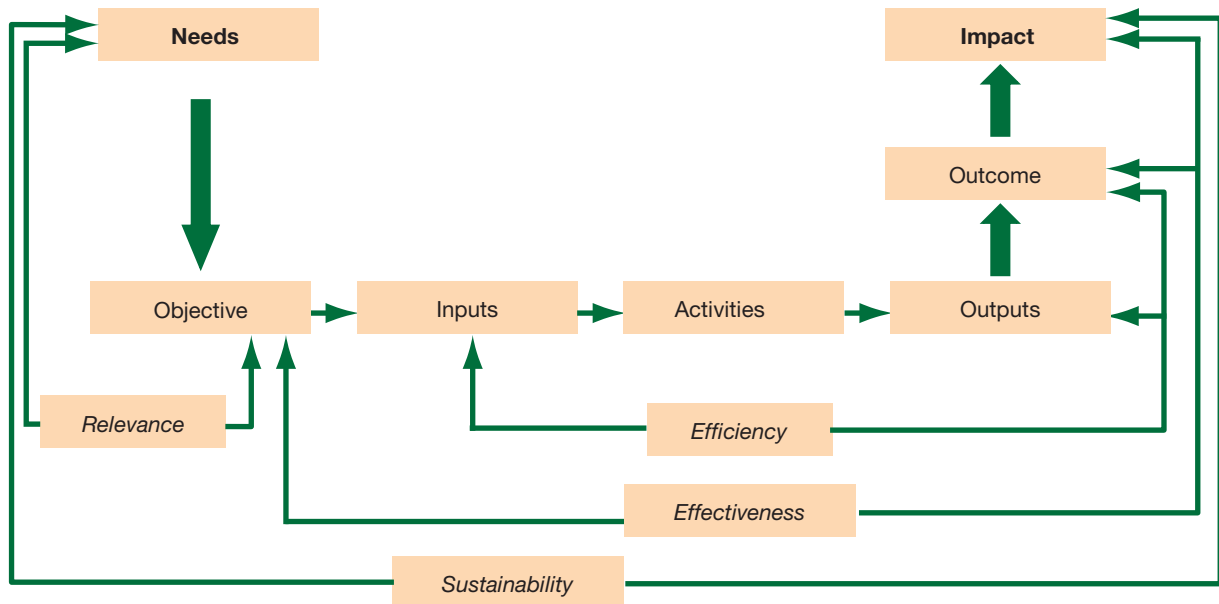 Needs
Impact
Outcome
Objective
Inputs
Activities
Outputs
Relevance
Efficiency
Effectiveness
Sustainability